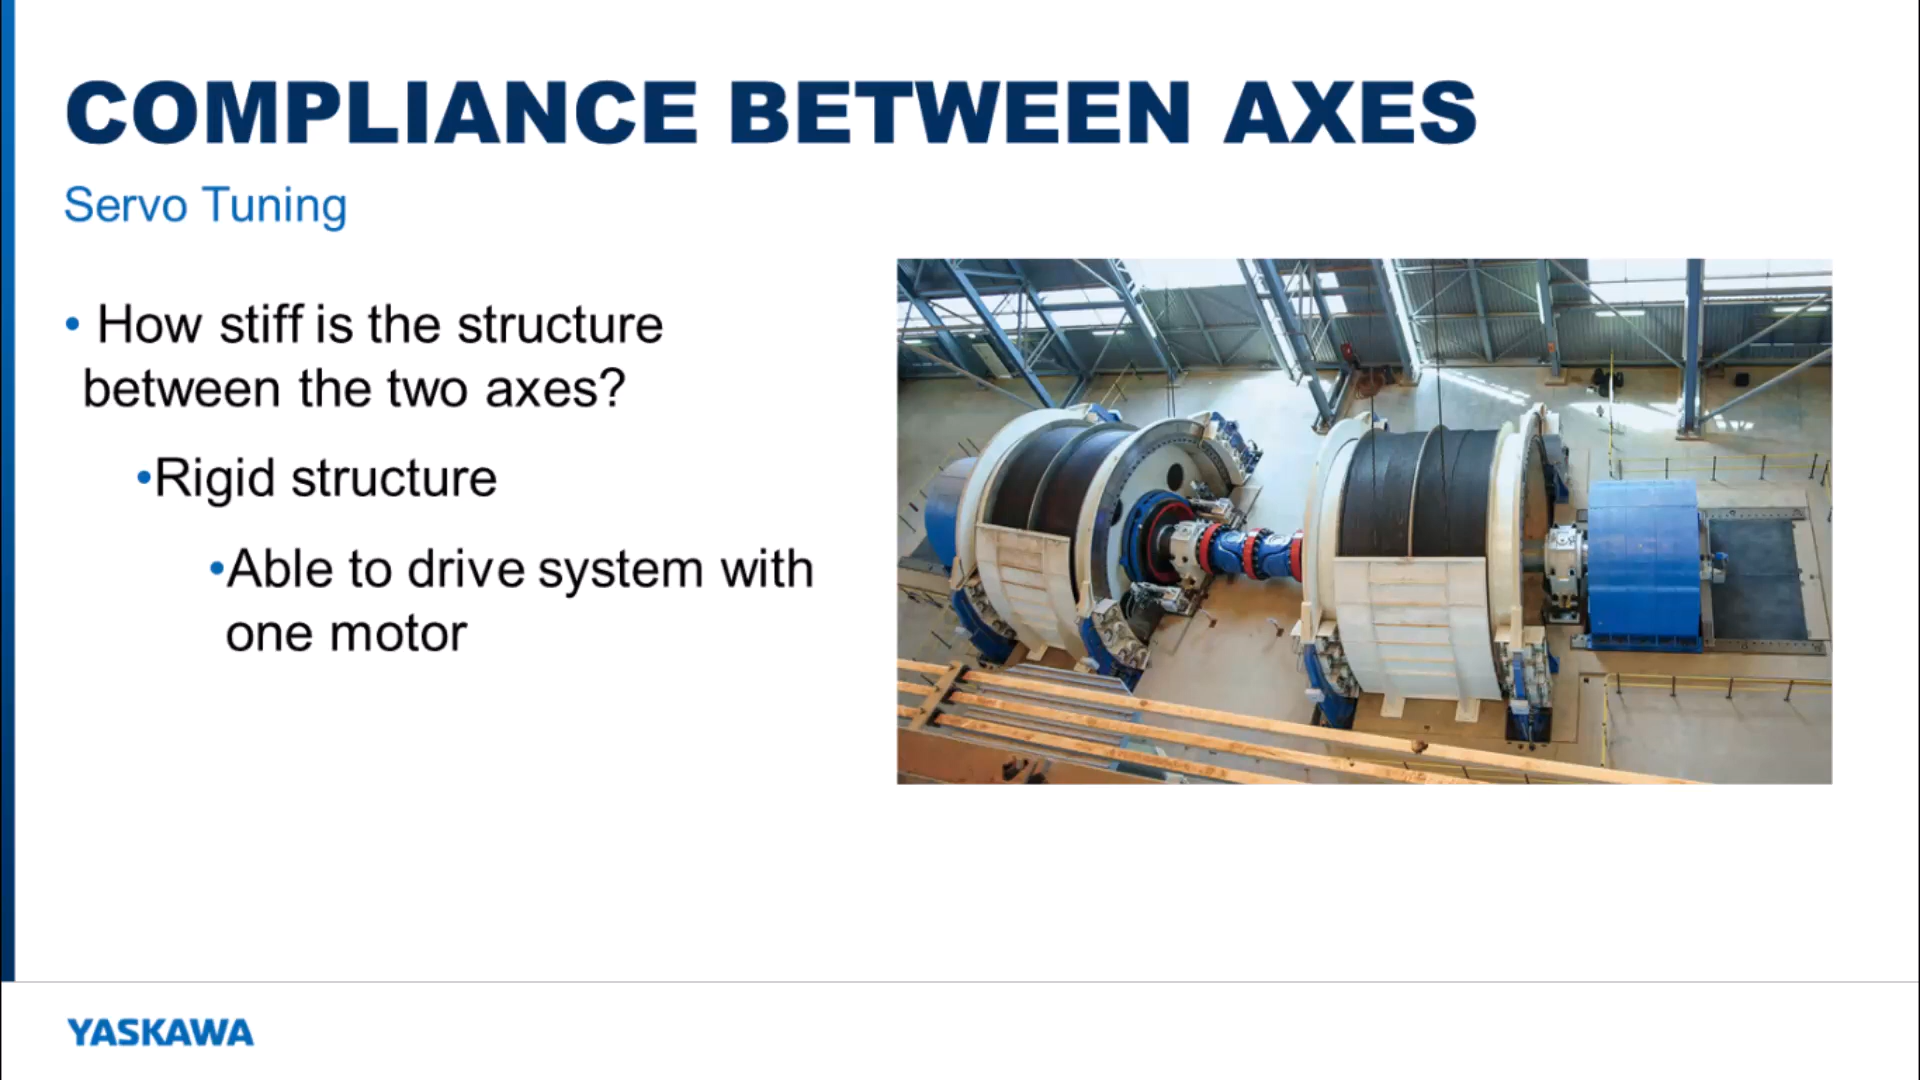 COMPLIANCE BETWEEN AXES
Servo Tuning
• How stiff is the structure
between the two axes?
•Rigid structure
•Able to drive system with
one motor
YASKAWA